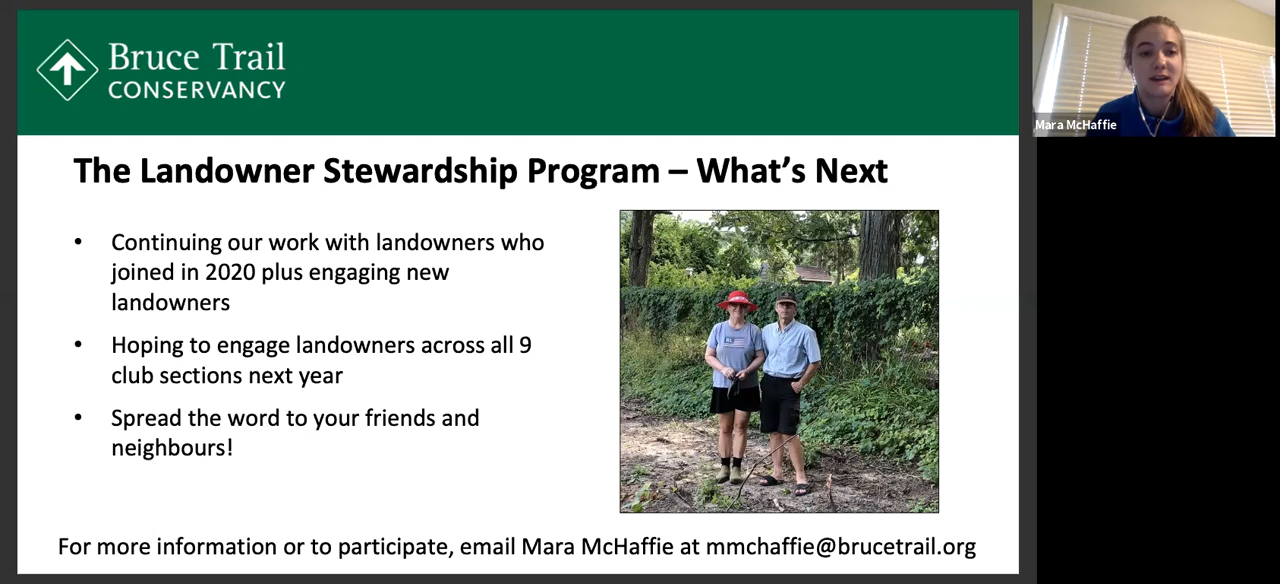 Bruce Trail
CONSERVANCY
Mara McHaffie
The Landowner Stewardship Program – What's Next
• Continuing our work with landowners who
joined in 2020 plus engaging new
landowners
• Hoping to engage landowners across all 9
club sections next year
• Spread the word to your friends and
neighbours!
For more information or to participate, email Mara McHaffie at mmchaffie@brucetrail.org